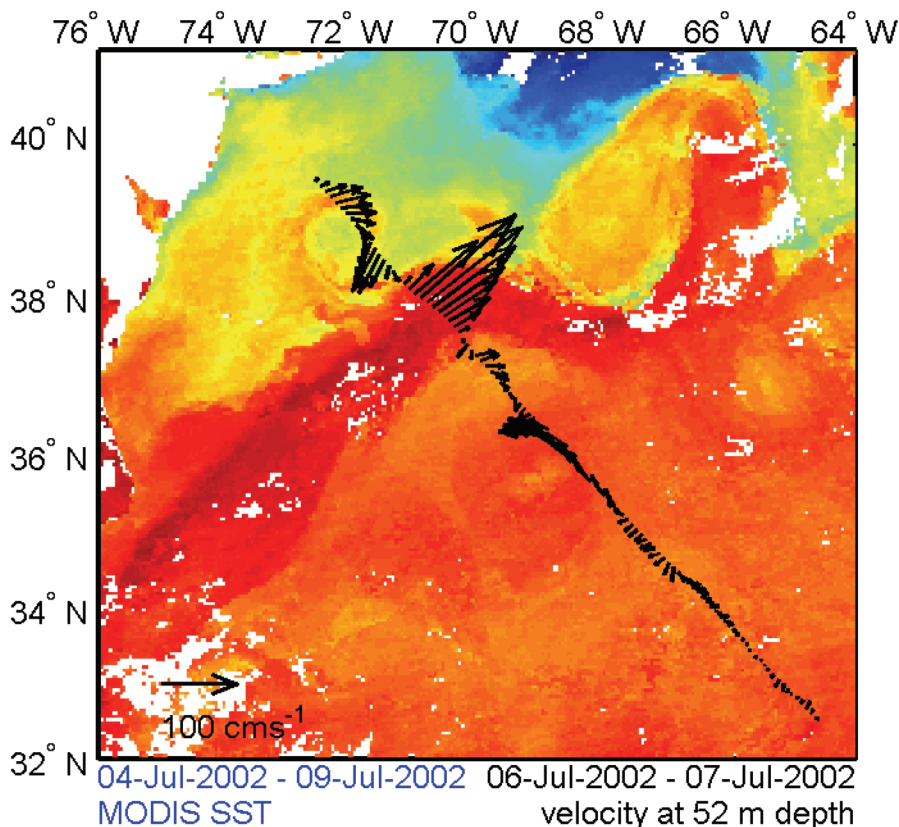 76° W 74° W 72° W 70° W 68° W 66° W 64° W
40° N
38° N
36° N
34° N
32° N
100 cms⁻¹
04-Jul-2002 - 09-Jul-2002 06-Jul-2002 - 07-Jul-2002
MODIS SST velocity at 52 m depth